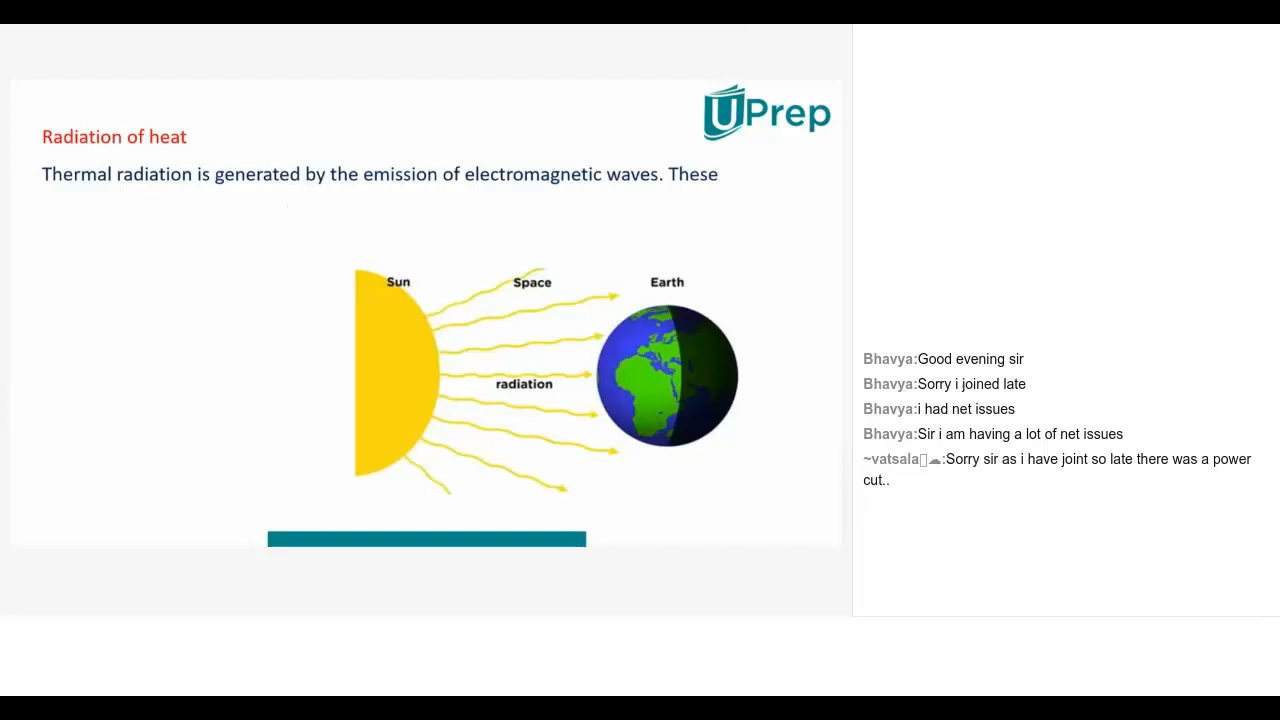 UPrep
Radiation of heat
Thermal radiation is generated by the emission of electromagnetic waves. These
Sun
Space
Earth
radiation
Bhavya:Good evening sir
Bhavya:Sorry i joined late
Bhavya:i had net issues
Bhavya:Sir i am having a lot of net issues
~vatsala▯☁:Sorry sir as i have joint so late there was a power
cut..